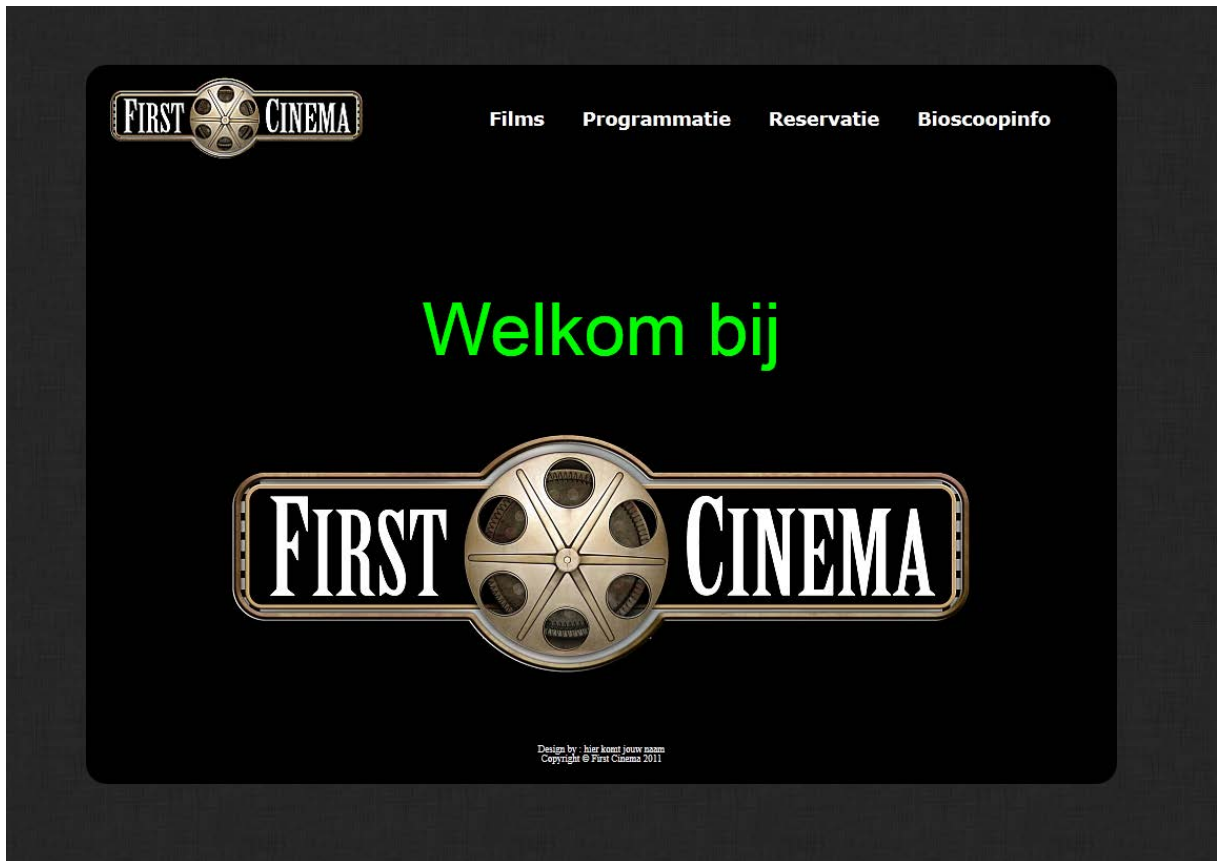 FIRST CINEMA
Films Programmatie Reservatie Bioscoopinfo
Welkom bij
FIRST CINEMA
Design by : hier komt jouw naam
Copyright © First Cinema 2011